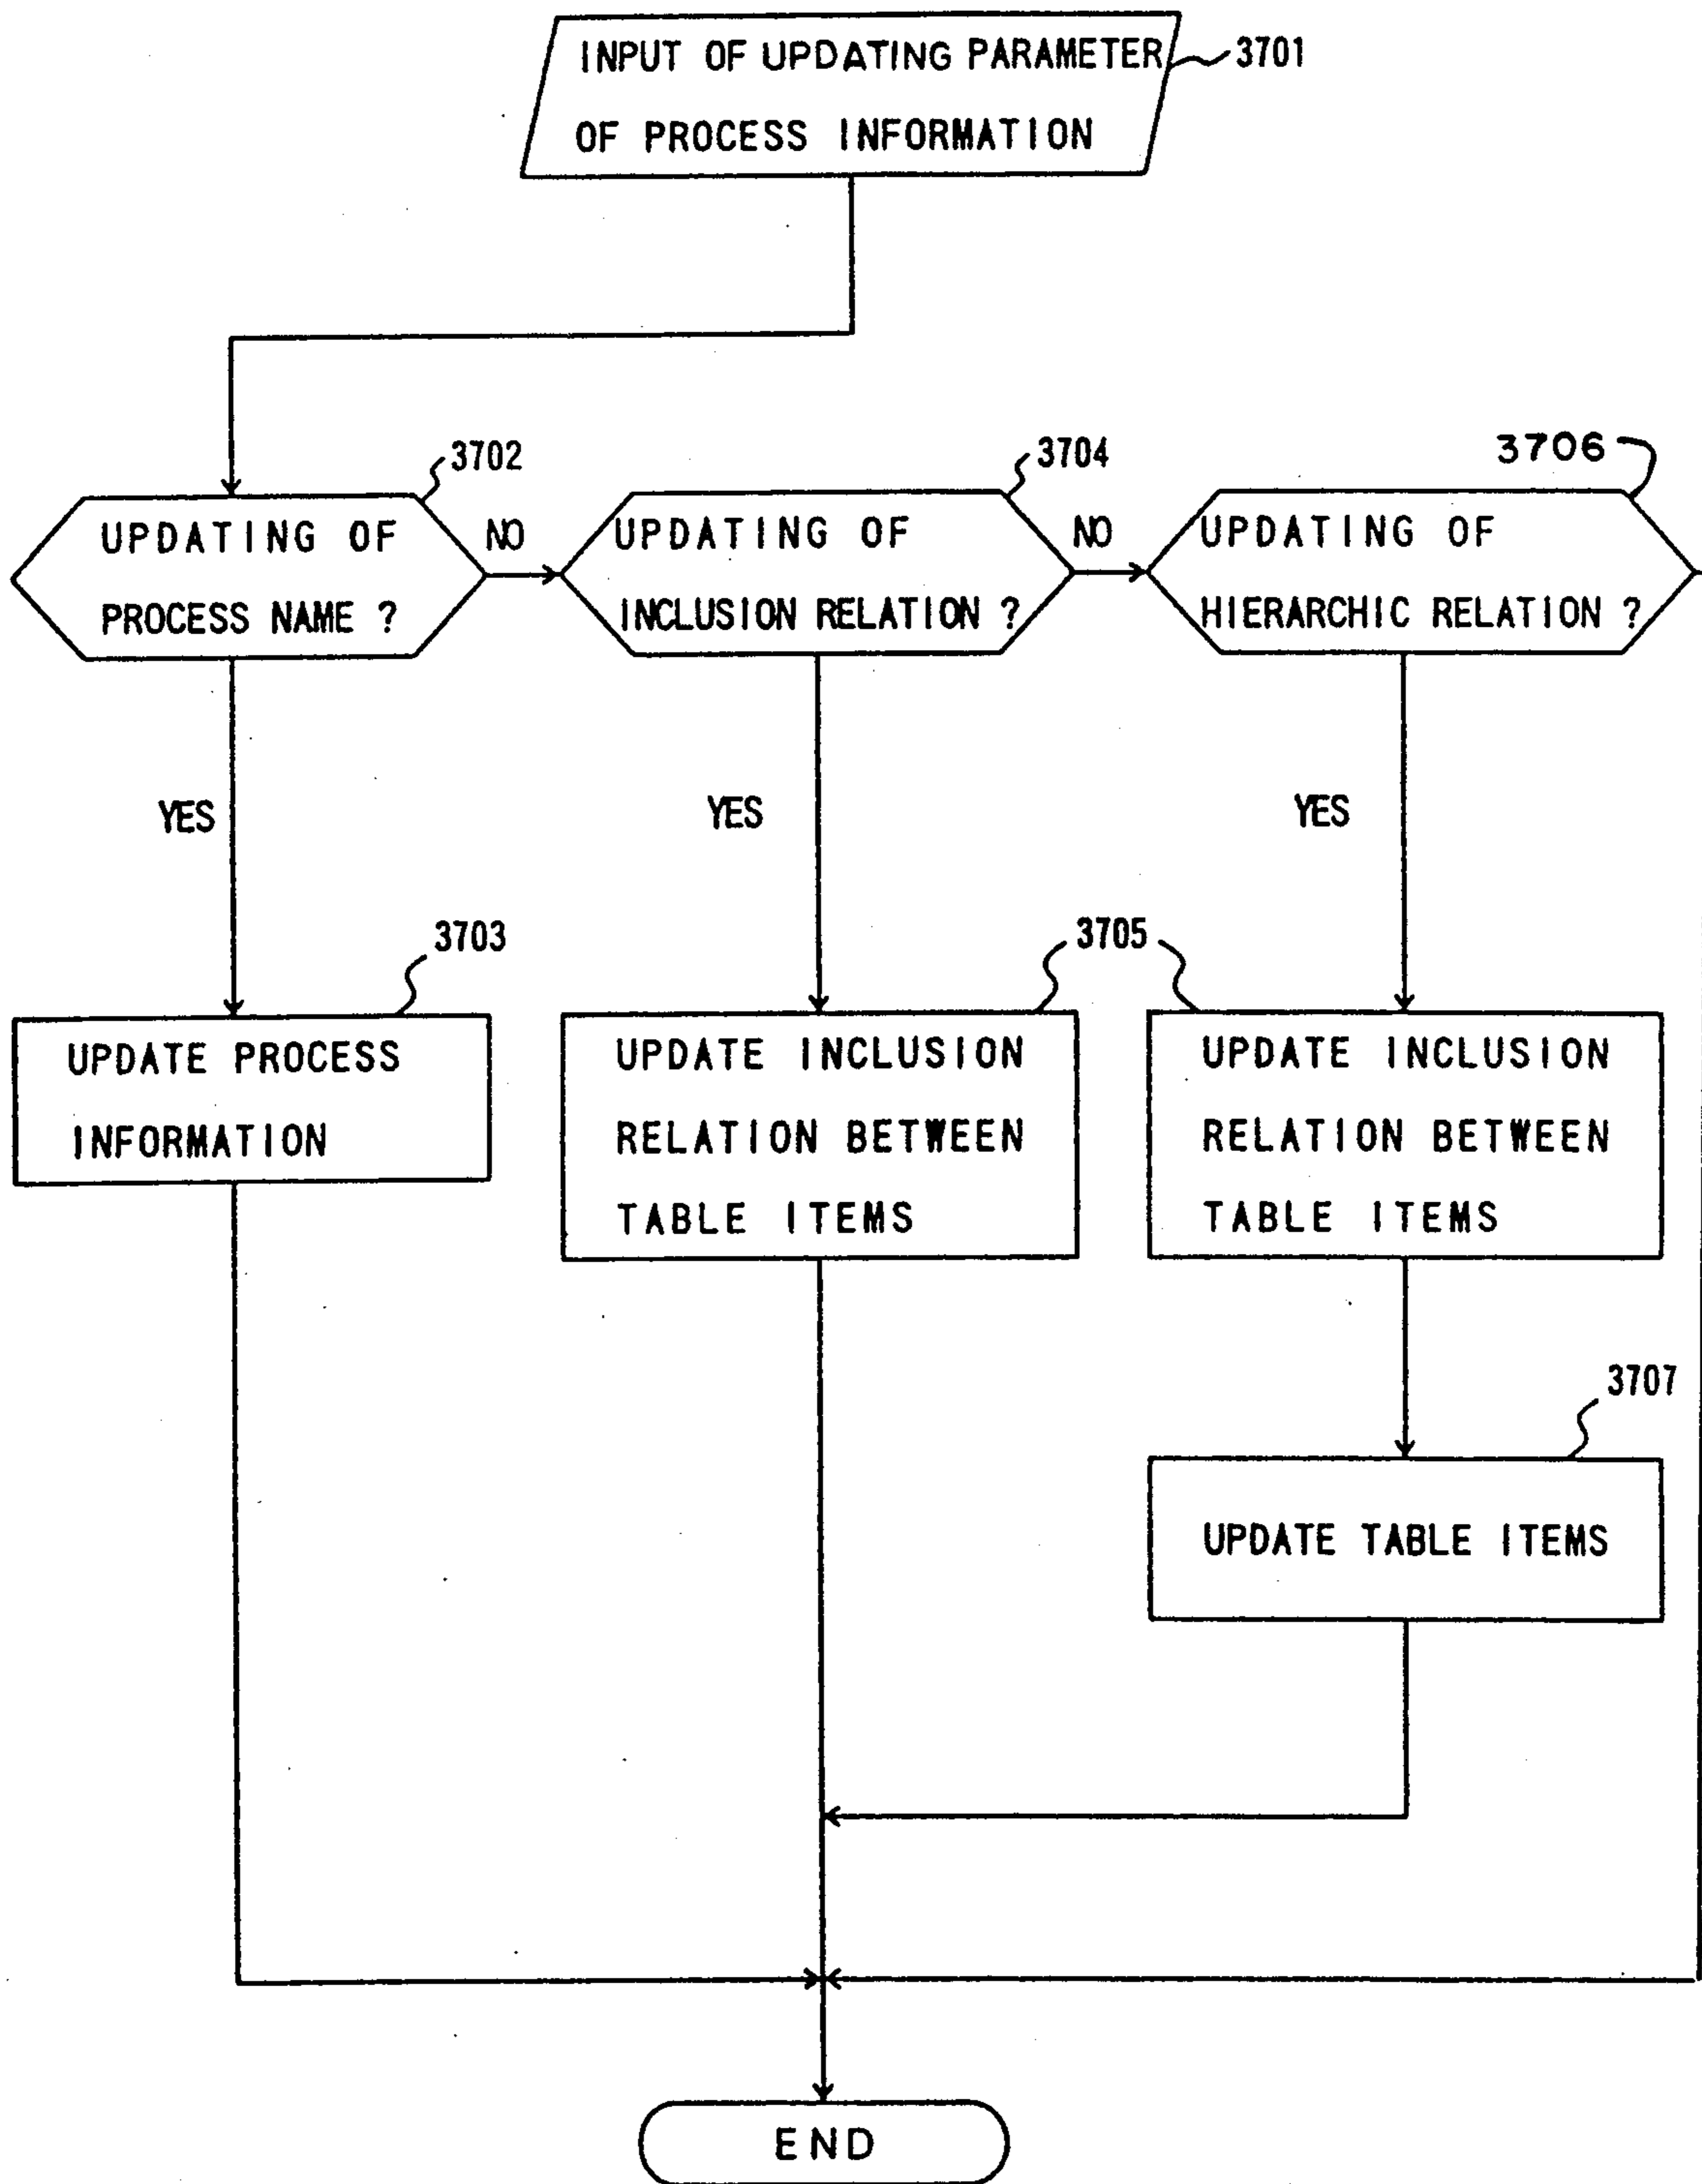 INPUT OF UPDATING PARAMETER
OF PROCESS INFORMATION
3701
3702
UPDATING OF
PROCESS NAME ?
NO
3704
UPDATING OF
INCLUSION RELATION ?
NO
3706
UPDATING OF
HIERARCHIC RELATION ?
YES
YES
YES
3703
UPDATE PROCESS
INFORMATION
3705
UPDATE INCLUSION
RELATION BETWEEN
TABLE ITEMS
UPDATE INCLUSION
RELATION BETWEEN
TABLE ITEMS
3707
UPDATE TABLE ITEMS
END